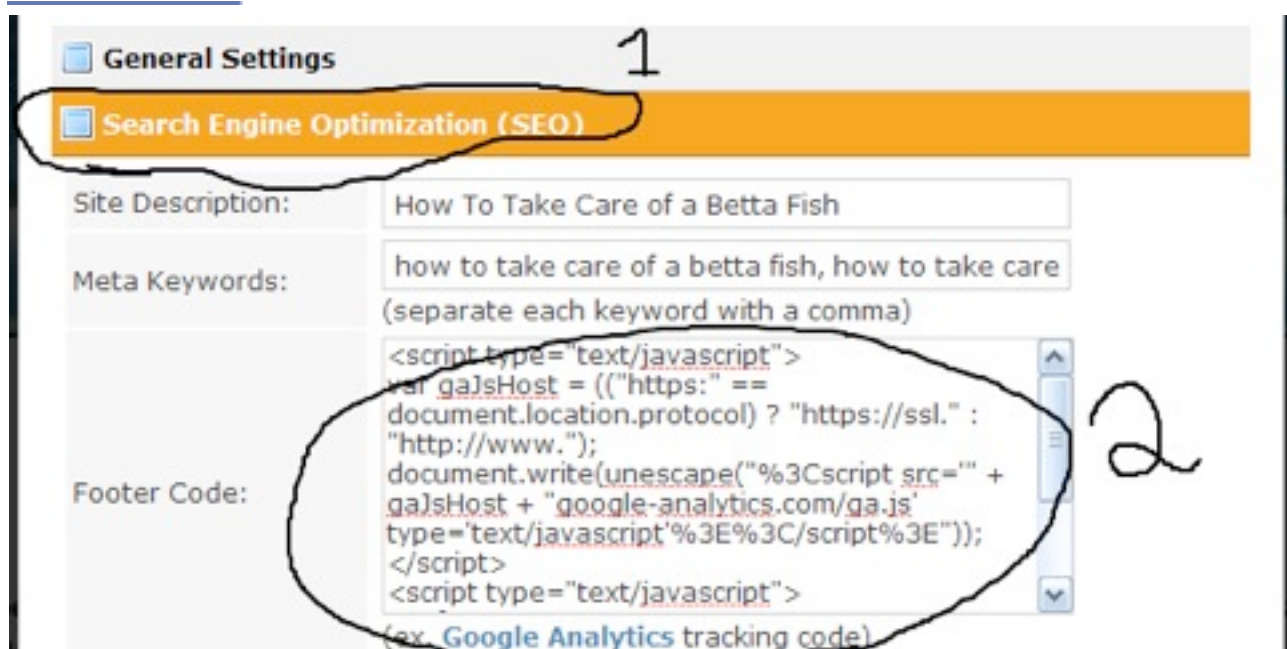 General Settings
1
Search Engine Optimization (SEO)
Site Description:
How To Take Care of a Betta Fish
Meta Keywords:
how to take care of a betta fish, how to take care
(separate each keyword with a comma)
Footer Code:
<script type="text/javascript">
var gaJsHost = (("https:" ==
document.location.protocol) ? "https://ssl." :
"http://www.");
document.write(unescape("%3Cscript src='" +
gaJsHost + "google-analytics.com/ga.js'
type='text/javascript'%3E%3C/script%3E"));
</script>
<script type="text/javascript">
2
(ex. Google Analytics tracking code)